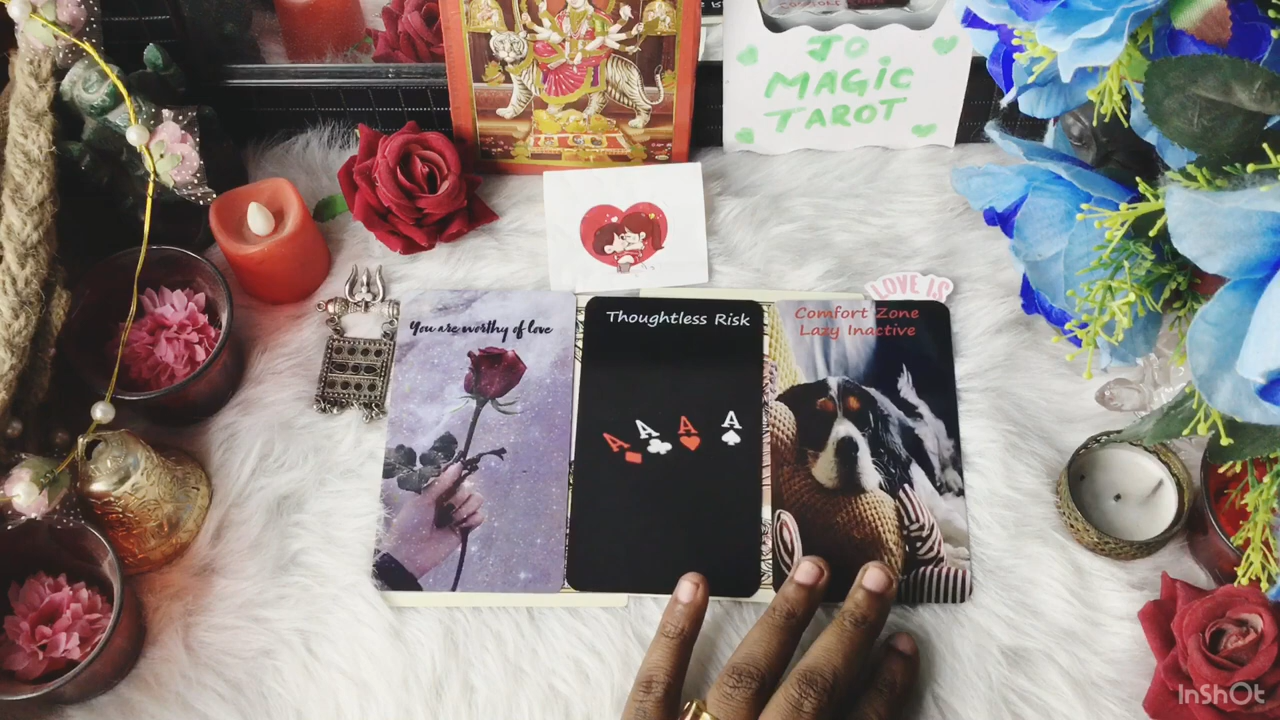 JO
MAGIC
TAROT
LOVE IS
You are worthy of love
Thoughtless Risk
Comfort Zone
Lazy Inactive
A
A
A
A
InShOt